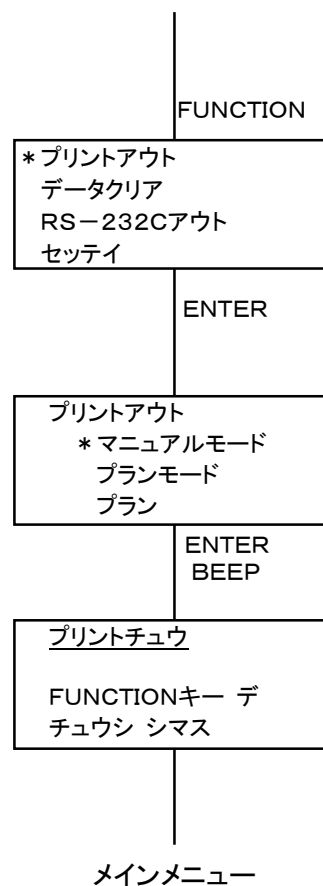 FUNCTION
*プリントアウト
データクリア
RS－232Cアウト
セッテイ
ENTER
プリントアウト
*マニュアルモード
プランモード
プラン
ENTER
BEEP
プリントチュウ
FUNCTIONキー デ
チュウシ シマス
メインメニュー